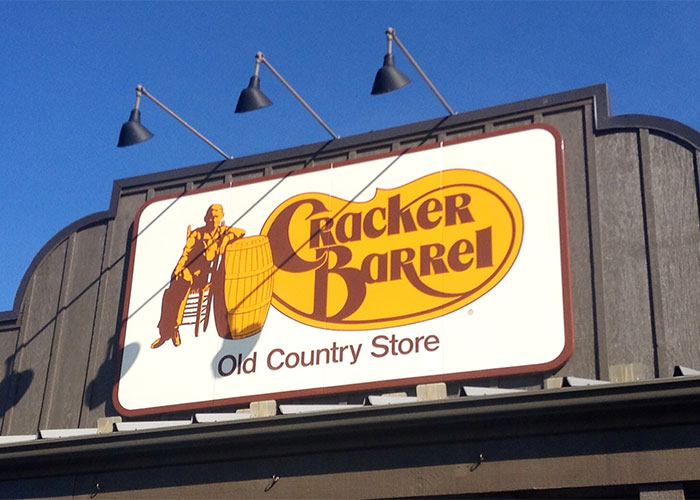 Cracker
Barrel
Old Country Store
®